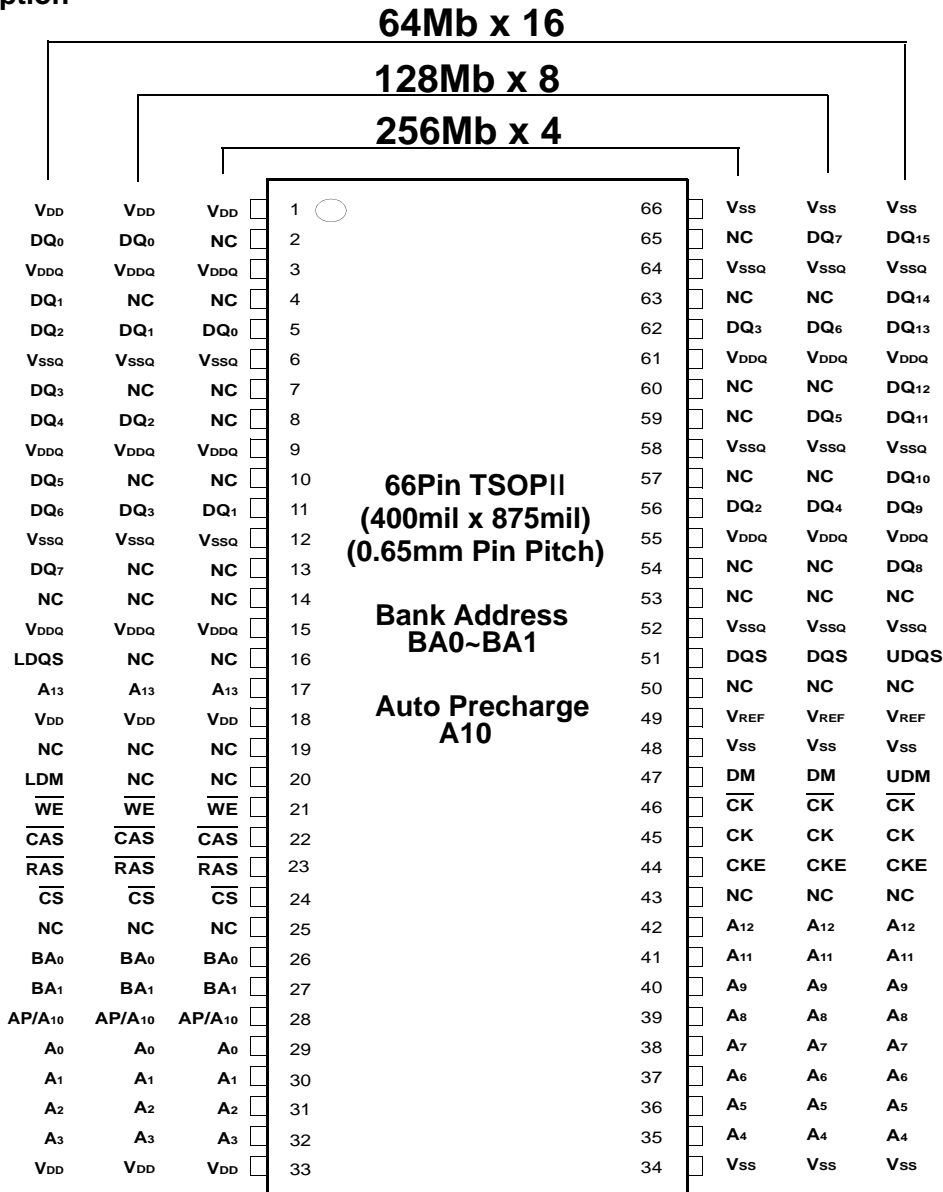 ption
64Mb x 16
128Mb x 8
256Mb x 4
VDD VDD VDD 1 66 VSS VSS VSS
DQ0 DQ0 NC 2 65 NC DQ7 DQ15
VDDQ VDDQ VDDQ 3 64 VSSQ VSSQ VSSQ
DQ1 NC NC 4 63 NC NC DQ14
DQ2 DQ1 DQ0 5 62 DQ3 DQ6 DQ13
VSSQ VSSQ VSSQ 6 61 VDDQ VDDQ VDDQ
DQ3 NC NC 7 60 NC NC DQ12
DQ4 DQ2 NC 8 59 NC DQ5 DQ11
VDDQ VDDQ VDDQ 9 58 VSSQ VSSQ VSSQ
DQ5 NC NC 10 57 NC NC DQ10
DQ6 DQ3 DQ1 11 56 DQ2 DQ4 DQ9
VSSQ VSSQ VSSQ 12 55 VDDQ VDDQ VDDQ
DQ7 NC NC 13 54 NC NC DQ8
NC NC NC 14 53 NC NC NC
VDDQ VDDQ VDDQ 15 52 VSSQ VSSQ VSSQ
LDQS NC NC 16 51 DQS DQS UDQS
A13 A13 A13 17 50 NC NC NC
VDD VDD VDD 18 49 VREF VREF VREF
NC NC NC 19 48 VSS VSS VSS
LDM NC NC 20 47 DM DM UDM
WE WE WE 21 46 CK CK CK
CAS CAS CAS 22 45 CK CK CK
RAS RAS RAS 23 44 CKE CKE CKE
CS CS CS 24 43 NC NC NC
NC NC NC 25 42 A12 A12 A12
BA0 BA0 BA0 26 41 A11 A11 A11
BA1 BA1 BA1 27 40 A9 A9 A9
AP/A10 AP/A10 AP/A10 28 39 A8 A8 A8
A0 A0 A0 29 38 A7 A7 A7
A1 A1 A1 30 37 A6 A6 A6
A2 A2 A2 31 36 A5 A5 A5
A3 A3 A3 32 35 A4 A4 A4
VDD VDD VDD 33 34 VSS VSS VSS
66Pin TSOPII
(400mil x 875mil)
(0.65mm Pin Pitch)
Bank Address
BA0~BA1
Auto Precharge
A10